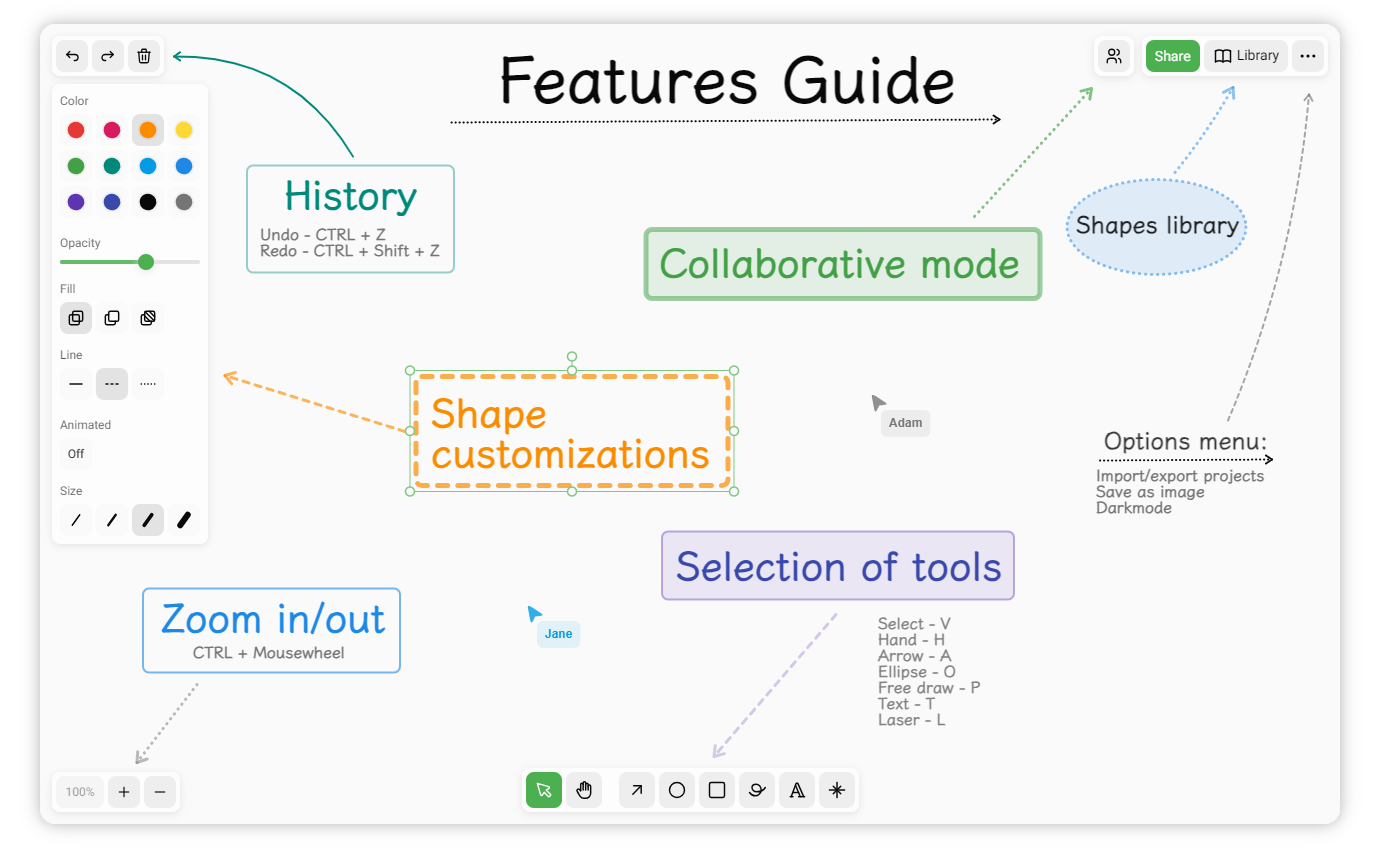 Features Guide
Share
Library
Color
History
Undo - CTRL + Z
Redo - CTRL + Shift + Z
Shapes library
Collaborative mode
Opacity
Fill
Line
Animated
Off
Size
Shape
customizations
Adam
Options menu:
Import/export projects
Save as image
Darkmode
Selection of tools
Select - V
Hand - H
Arrow - A
Ellipse - O
Free draw - P
Text - T
Laser - L
Zoom in/out
CTRL + Mousewheel
Jane
100%